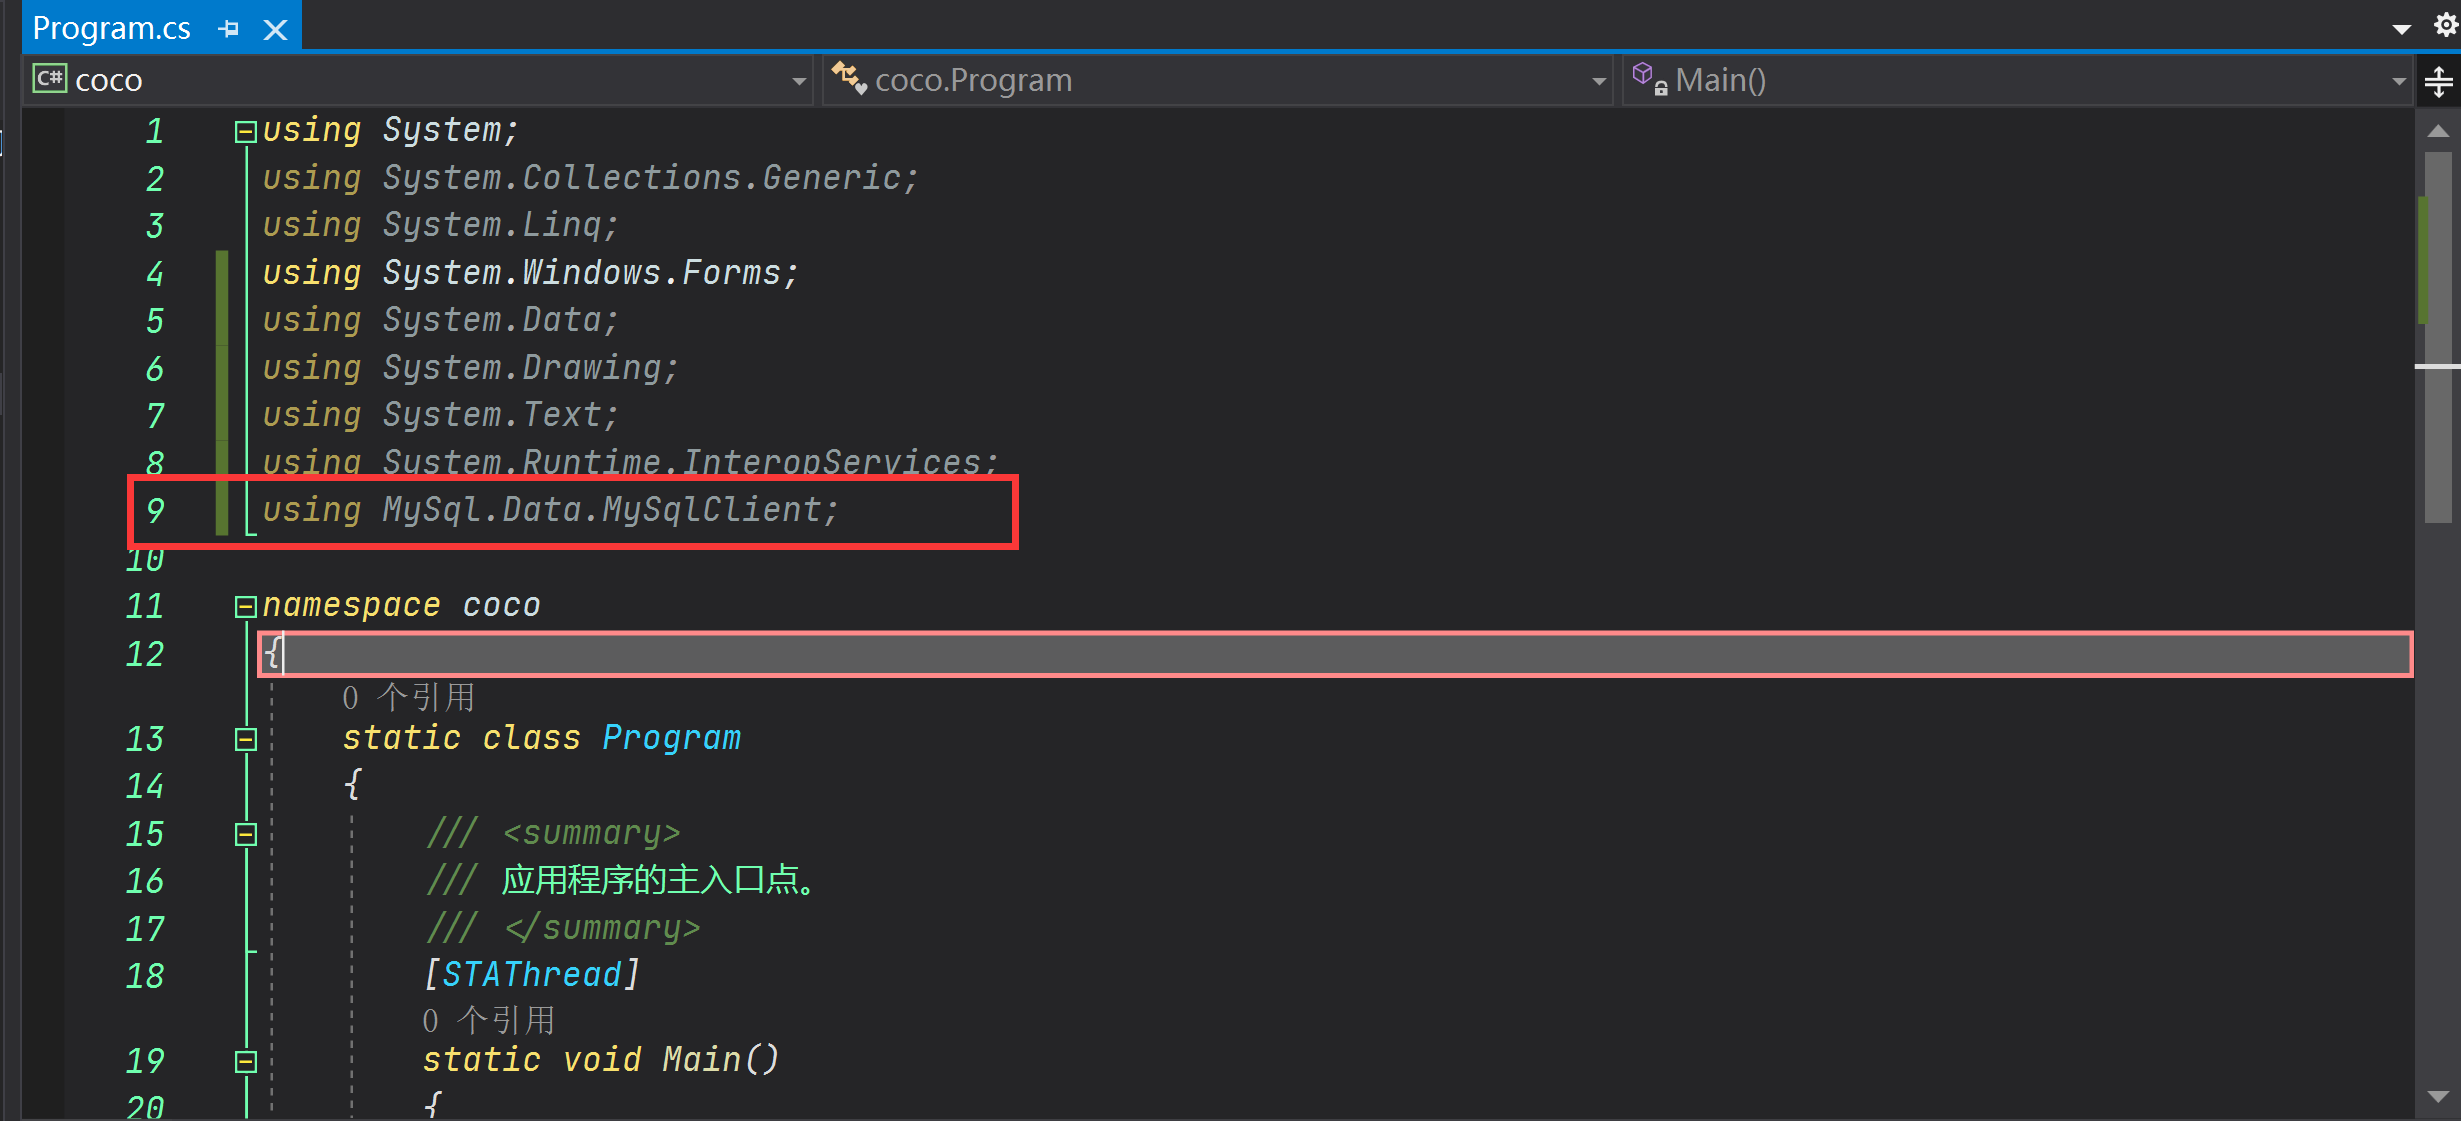 Program.cs
C# coco
coco.Program
Main()
1 using System;
2 using System.Collections.Generic;
3 using System.Linq;
4 using System.Windows.Forms;
5 using System.Data;
6 using System.Drawing;
7 using System.Text;
8 using System.Runtime.InteropServices;
9 using MySql.Data.MySqlClient;
10
11 namespace coco
12 {
0 个引用
13 static class Program
14 {
15 /// <summary>
16 /// 应用程序的主入口点。
17 /// </summary>
18 [STAThread]
0 个引用
19 static void Main()
20 {